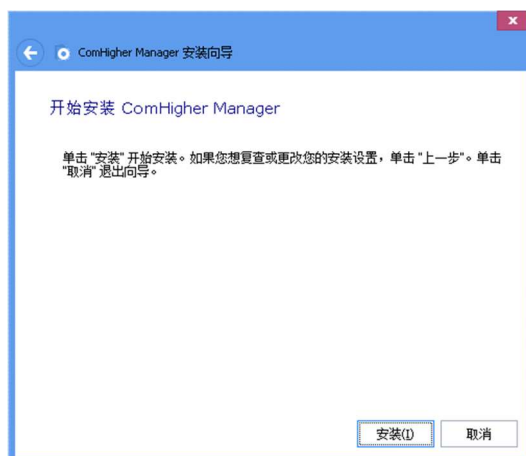 ComHigher Manager 安装向导
开始安装 ComHigher Manager
单击 "安装" 开始安装。如果您想复查或更改您的安装设置，单击 "上一步"。单击
"取消" 退出向导。
安装(I) 取消